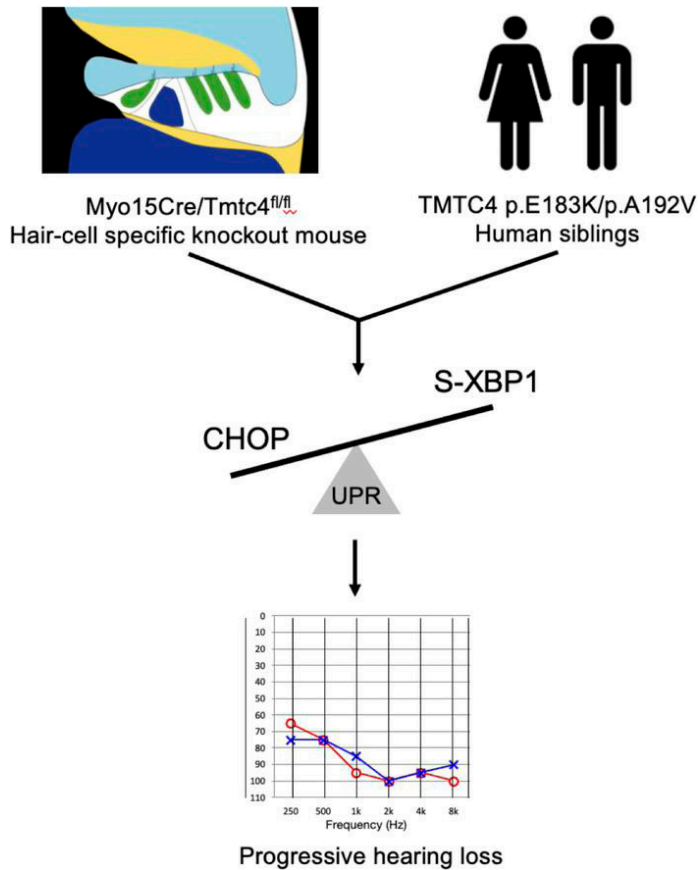 Myo15Cre/Tmtc4fl/fl
Hair-cell specific knockout mouse
TMTC4 p.E183K/p.A192V
Human siblings
S-XBP1
CHOP
UPR
0
10
20
30
40
50
60
70
80
90
100
110
250 500 1k 2k 4k 8k
Frequency (Hz)
Progressive hearing loss